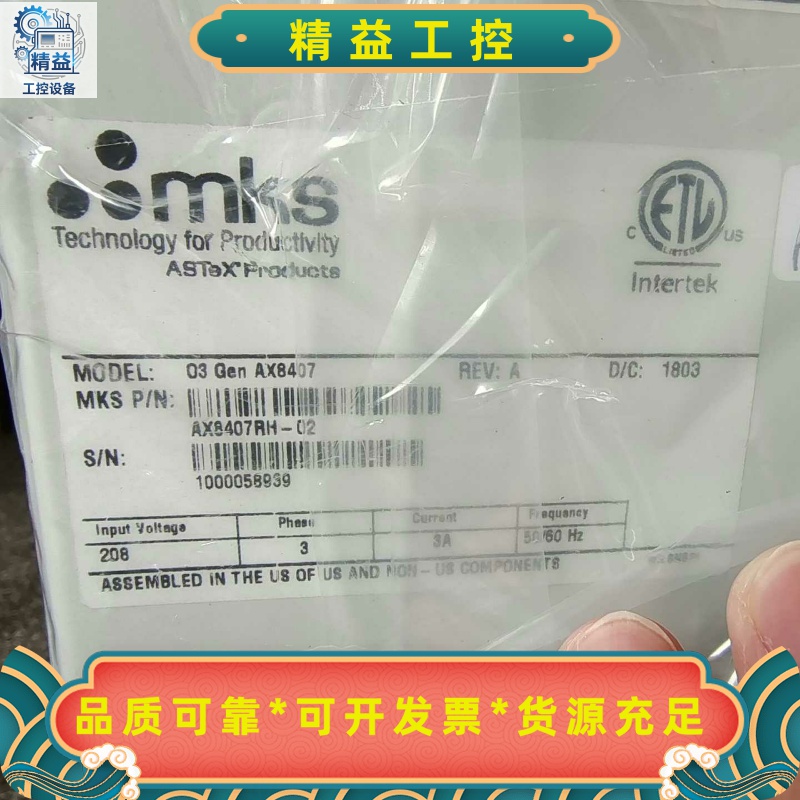 精益工控
精益
工控设备
mks
Technology for Productivity
ASTeX Products
ETL
C US
LISTED
Intertek
MODEL: O3 Gen AX8407 REV: A D/C: 1803
MKS P/N:
AX8407RH-02
S/N:
1000058939
Input Voltage Phase Current Frequency
208 3 3A 50/60 Hz
ASSEMBLED IN THE US OF US AND NON-US COMPONENTS
品质可靠*可开发票*货源充足